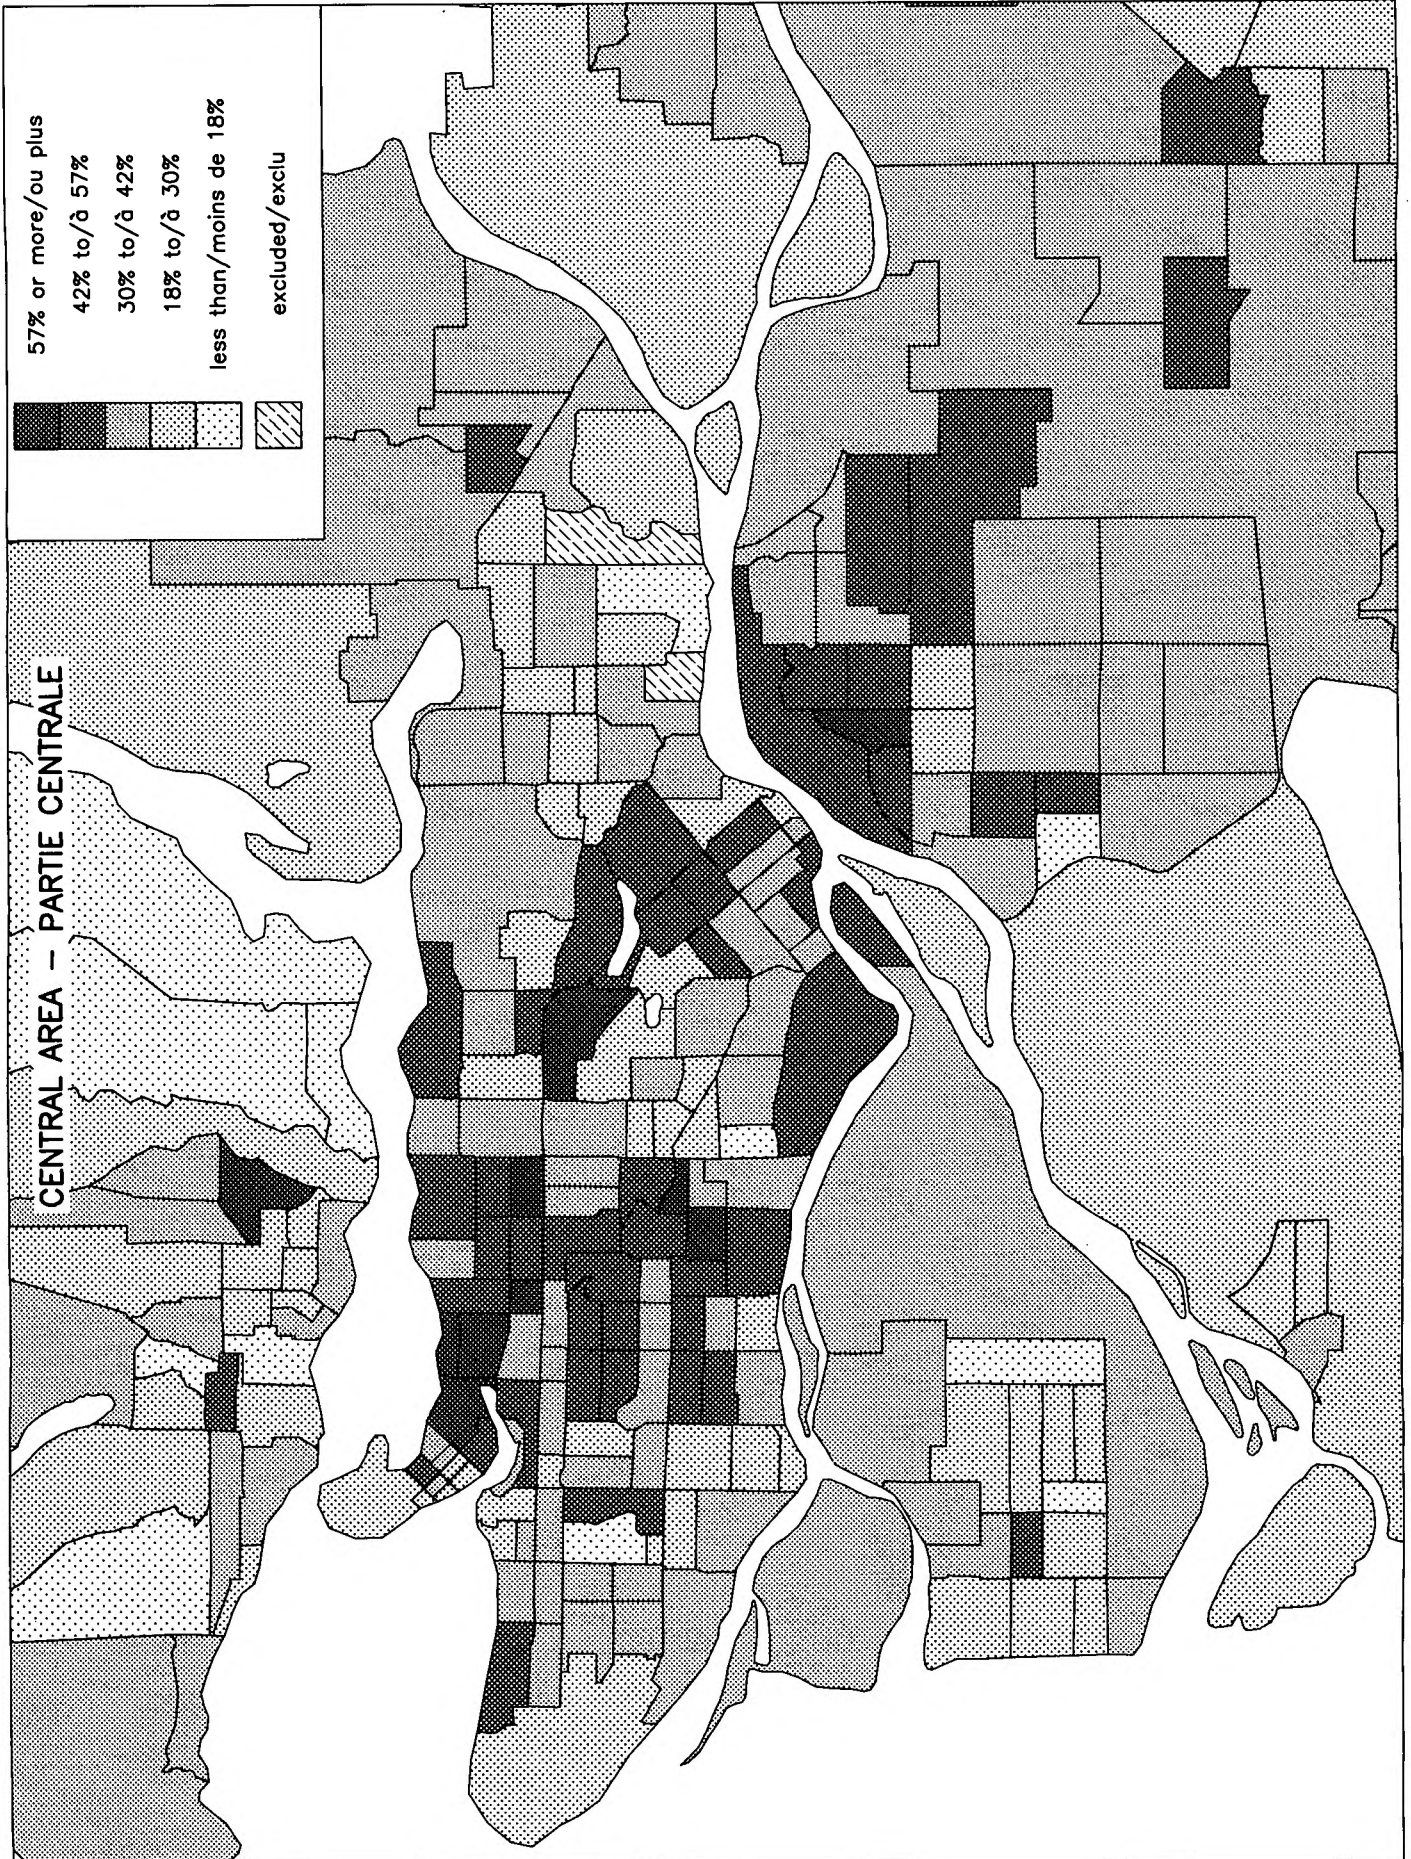 CENTRAL AREA – PARTIE CENTRALE
57% or more/ou plus
42% to/à 57%
30% to/à 42%
18% to/à 30%
less than/moins de 18%
excluded/exclu